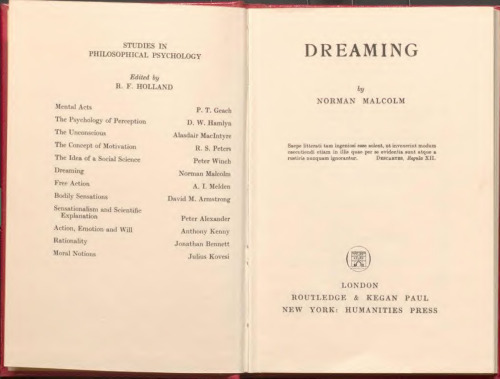 STUDIES IN
PHILOSOPHICAL PSYCHOLOGY
Edited by
R. F. HOLLAND
Mental Acts P. T. Geach
The Psychology of Perception D. W. Hamlyn
The Unconscious Alasdair MacIntyre
The Concept of Motivation R. S. Peters
The Idea of a Social Science Peter Winch
Dreaming Norman Malcolm
Free Action A. I. Melden
Bodily Sensations David M. Armstrong
Sensationalism and Scientific
Explanation Peter Alexander
Action, Emotion and Will Anthony Kenny
Rationality Jonathan Bennett
Moral Notions Julius Kovesi
DREAMING
by
NORMAN MALCOLM
Saepe litterati tam ingeniosi esse solent, ut invenerint modum
caecutiendi etiam in illis quae per se evidentia sunt atque a
rusticis nunquam ignorantur. DESCARTES, Regula XII.
LONDON
ROUTLEDGE & KEGAN PAUL
NEW YORK: HUMANITIES PRESS